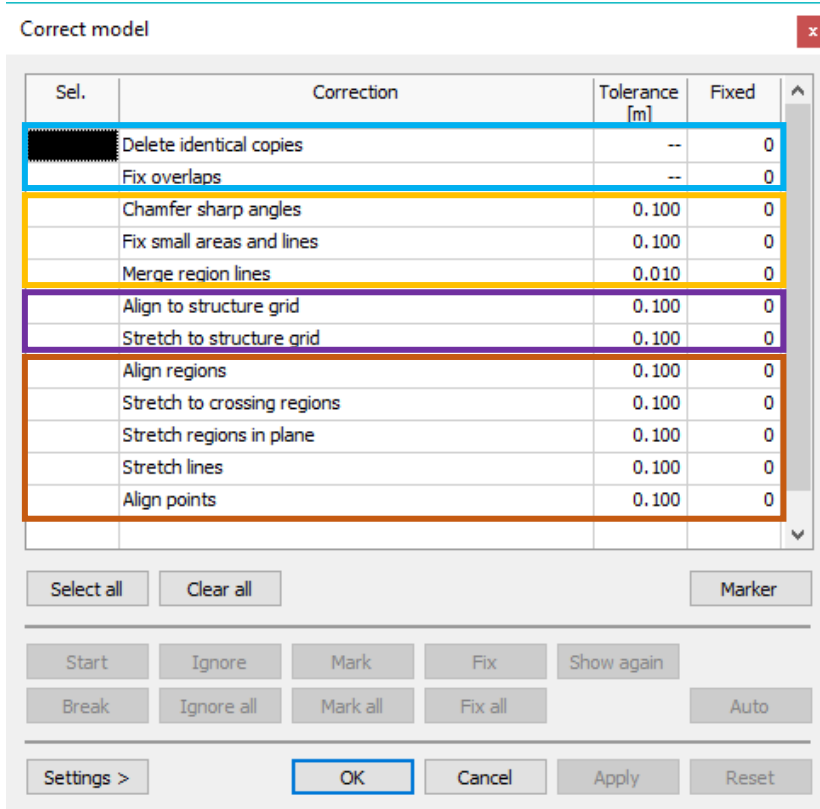 Correct model
x
Sel. Correction Tolerance [m] Fixed
Delete identical copies -- 0
Fix overlaps -- 0
Chamfer sharp angles 0.100 0
Fix small areas and lines 0.100 0
Merge region lines 0.010 0
Align to structure grid 0.100 0
Stretch to structure grid 0.100 0
Align regions 0.100 0
Stretch to crossing regions 0.100 0
Stretch regions in plane 0.100 0
Stretch lines 0.100 0
Align points 0.100 0
Select all Clear all Marker
Start Ignore Mark Fix Show again
Break Ignore all Mark all Fix all Auto
Settings > OK Cancel Apply Reset